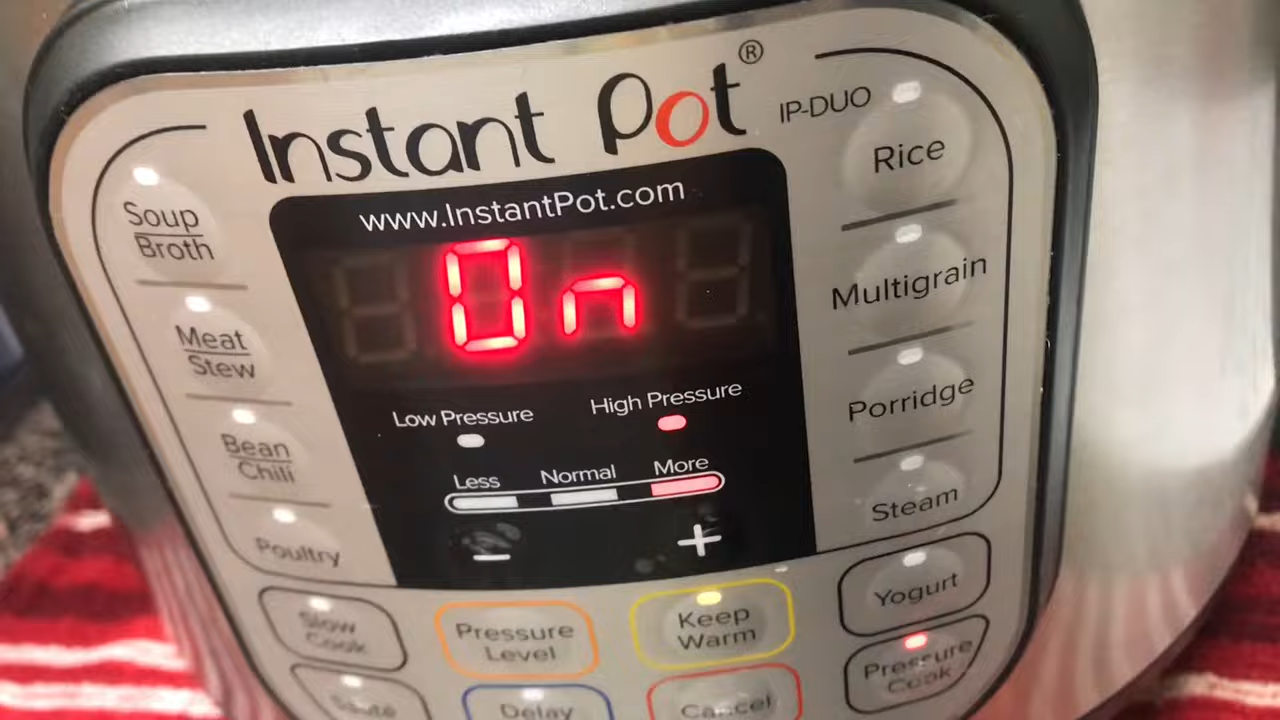 Instant Pot®
IP-DUO
www.InstantPot.com
On
Low Pressure
High Pressure
Less
Normal
More
−
+
Soup
Broth
Meat
Stew
Bean
Chili
Poultry
Rice
Multigrain
Porridge
Steam
Slow
Cook
Pressure
Level
Keep
Warm
Yogurt
Pressure
Cook
Saute
Delay
Cancel